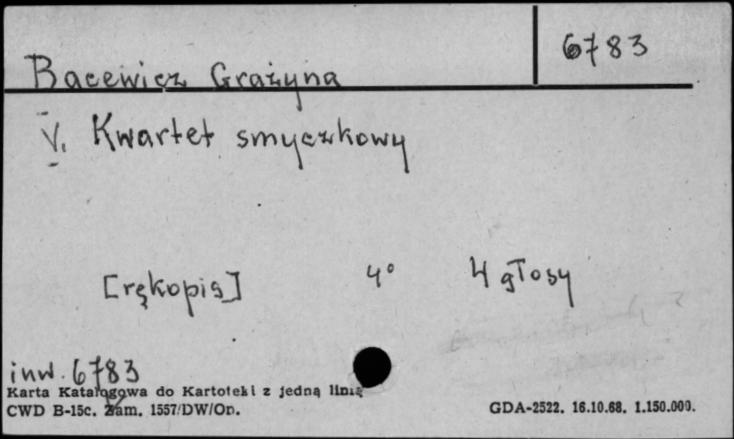 6783
Bacewicz Grażyna
V. Kwartet smyczkowy
[rękopis] 4° 4 głosy
inw. 6783
Karta Katalogowa do Kartoteki z jedną linią
CWD B-15c. Zam. 1557/DW/Op. GDA-2522. 16.10.68. 1.150.000.